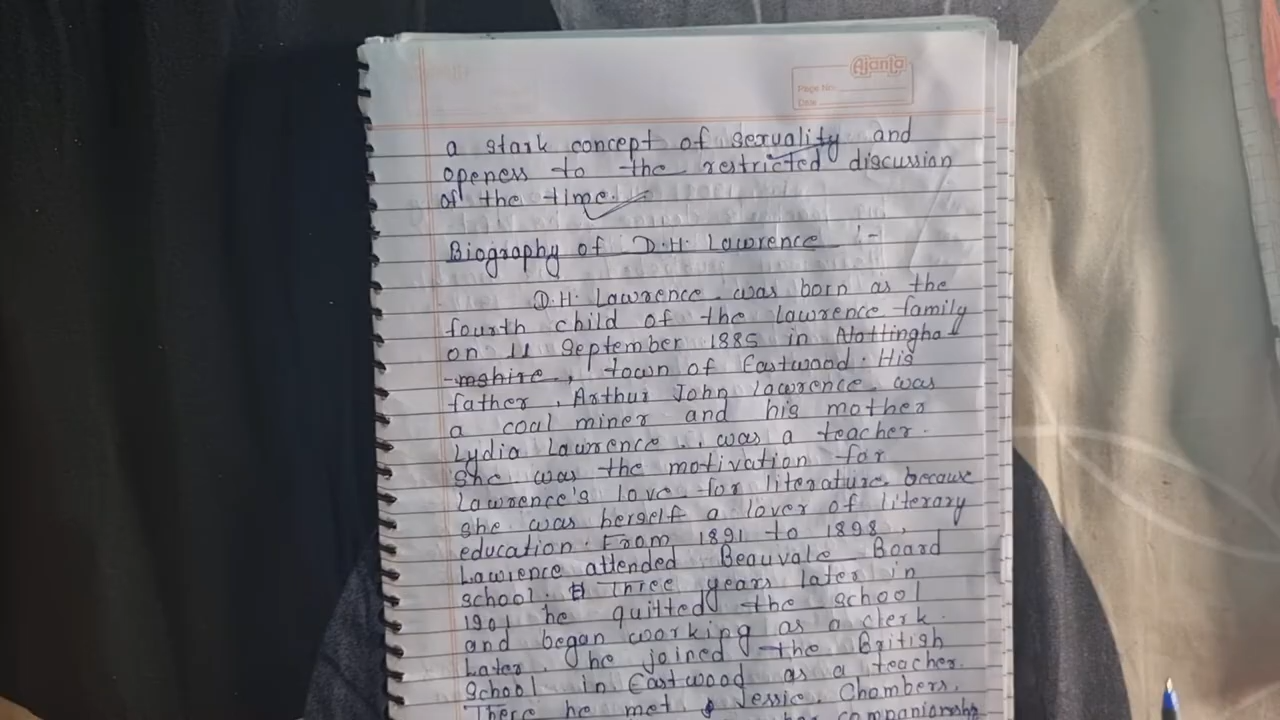 Ajanta
Page No:
Date
a stark concept of sexuality and
openess to the restricted discussion
of the time.
Biography of D.H. Lawrence :-
D.H. Lawrence was born as the
fourth child of the Lawrence family
on 11 September 1885 in Nottingha
-mshire, town of Eastwood. His
father, Arthur John Lawrence was
a coal miner and his mother
Lydia Lawrence, was a teacher.
She was the motivation for
Lawrence's love for literature because
she was herself a lover of literary
education. From 1891 to 1898,
Lawrence attended Beauvale Board
school. Three years later in
1901 he quitted the school
and began working as a clerk.
Later he joined the British
School in Eastwood as a teacher.
There he met Jessie Chambers.
her companionship